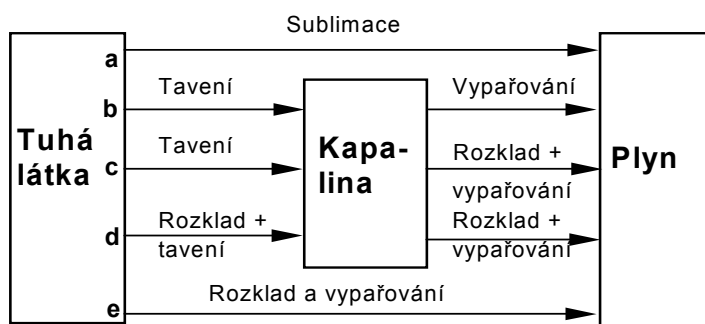 Sublimace
a
Tavení
Vypařování
b
Tuhá
látka
Tavení
c
Kapa-
lina
Rozklad +
vypařování
Plyn
Rozklad +
tavení
d
Rozklad +
vypařování
Rozklad a vypařování
e